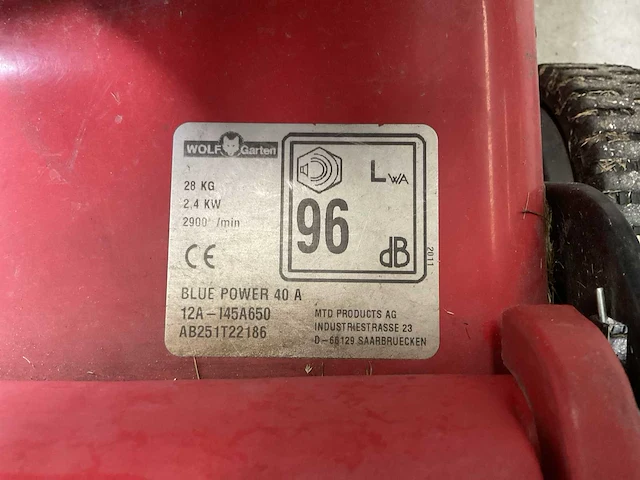 WOLF Garten
28 KG
2,4 KW
2900 /min
CE
LWA
96
dB
2011
BLUE POWER 40 A
12A-I45A650
AB251T22186
MTD PRODUCTS AG
INDUSTRIESTRASSE 23
D-66129 SAARBRUECKEN